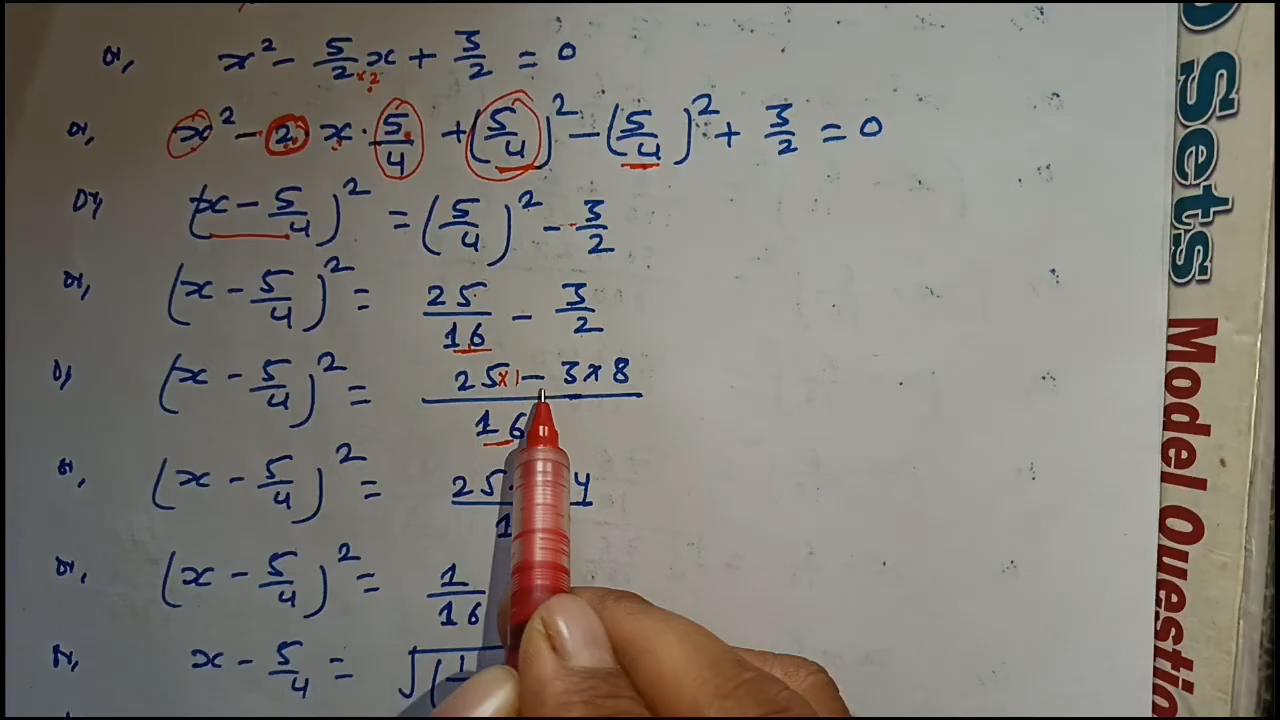 or, x² - 5/2 x + 3/2 = 0
×2
or, x² - 2. x . 5/4 + (5/4)² - (5/4)² + 3/2 = 0
or, (x - 5/4)² = (5/4)² - 3/2
or, (x - 5/4)² = 25/16 - 3/2
or, (x - 5/4)² = (25×1 - 3×8)/16
or, (x - 5/4)² = 25
or, (x - 5/4)² = 1/16
or, x - 5/4 = √(1
Sets
Model Question